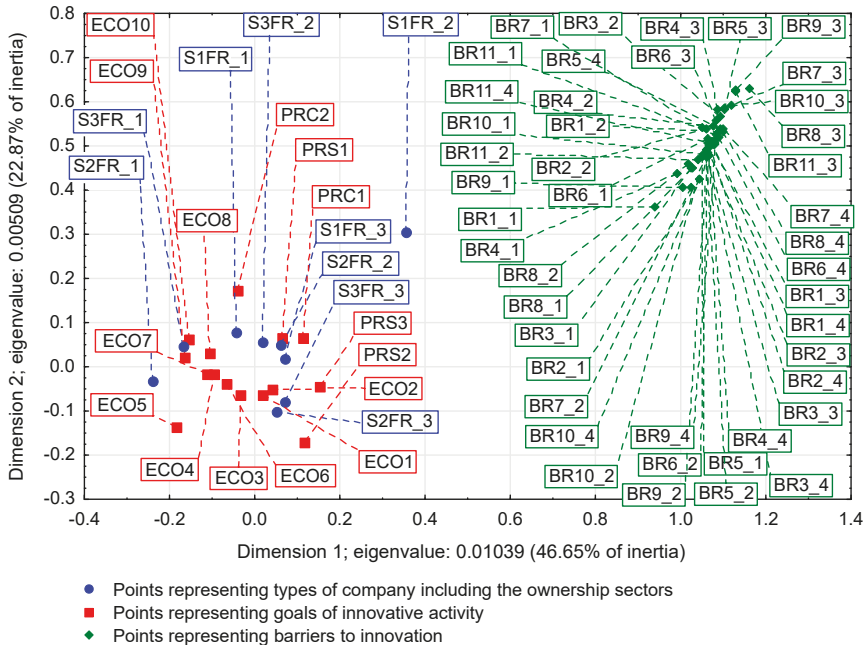 ECO10
S3FR_2
S1FR_2
BR7_1
BR3_2
BR4_3
BR5_3
BR9_3
ECO9
S1FR_1
BR11_1
BR5_4
BR6_3
BR7_3
S3FR_1
PRC2
BR11_4
BR4_2
BR10_3
S2FR_1
PRS1
BR10_1
BR1_2
BR8_3
ECO8
PRC1
BR11_2
BR2_2
BR11_3
S1FR_3
BR9_1
BR6_1
S2FR_2
BR1_1
BR7_4
S3FR_3
BR4_1
BR8_4
ECO7
PRS3
BR8_2
BR6_4
PRS2
BR8_1
BR1_3
ECO5
ECO2
BR3_1
BR1_4
S2FR_3
BR2_1
BR2_3
ECO4
ECO3
ECO6
ECO1
BR7_2
BR2_4
BR10_4
BR9_4
BR4_4
BR3_3
BR10_2
BR6_2
BR5_1
BR3_4
BR9_2
BR5_2
0.8
0.7
0.6
0.5
0.4
0.3
0.2
0.1
0.0
-0.1
-0.2
-0.3
-0.4
-0.2
0.0
0.2
0.4
0.6
0.8
1.0
1.2
1.4
Dimension 2; eigenvalue: 0.00509 (22.87% of inertia)
Dimension 1; eigenvalue: 0.01039 (46.65% of inertia)
Points representing types of company including the ownership sectors
Points representing goals of innovative activity
Points representing barriers to innovation